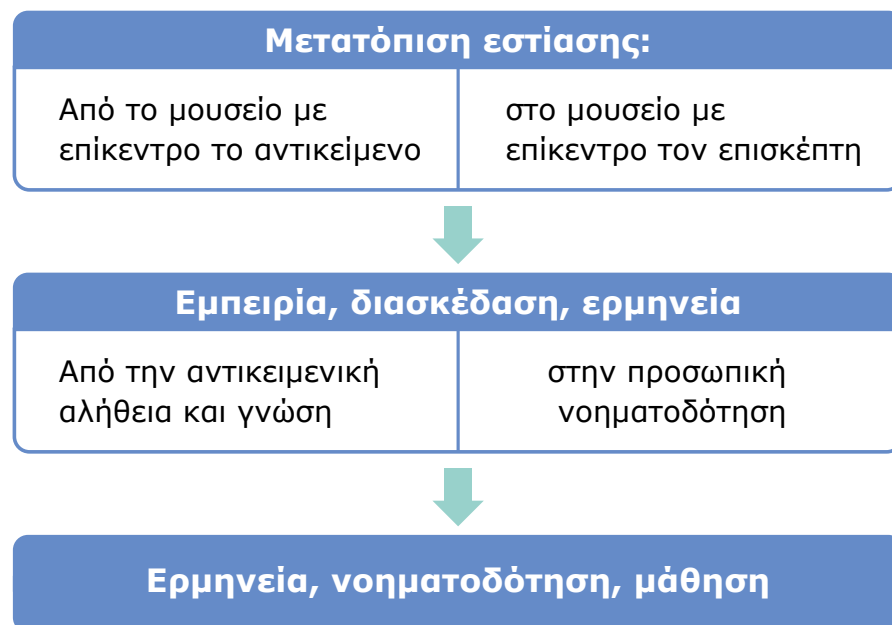 Μετατόπιση εστίασης:
Από το μουσείο με
επίκεντρο το αντικείμενο
στο μουσείο με
επίκεντρο τον επισκέπτη
Εμπειρία, διασκέδαση, ερμηνεία
Από την αντικειμενική
αλήθεια και γνώση
στην προσωπική
νοηματοδότηση
Ερμηνεία, νοηματοδότηση, μάθηση